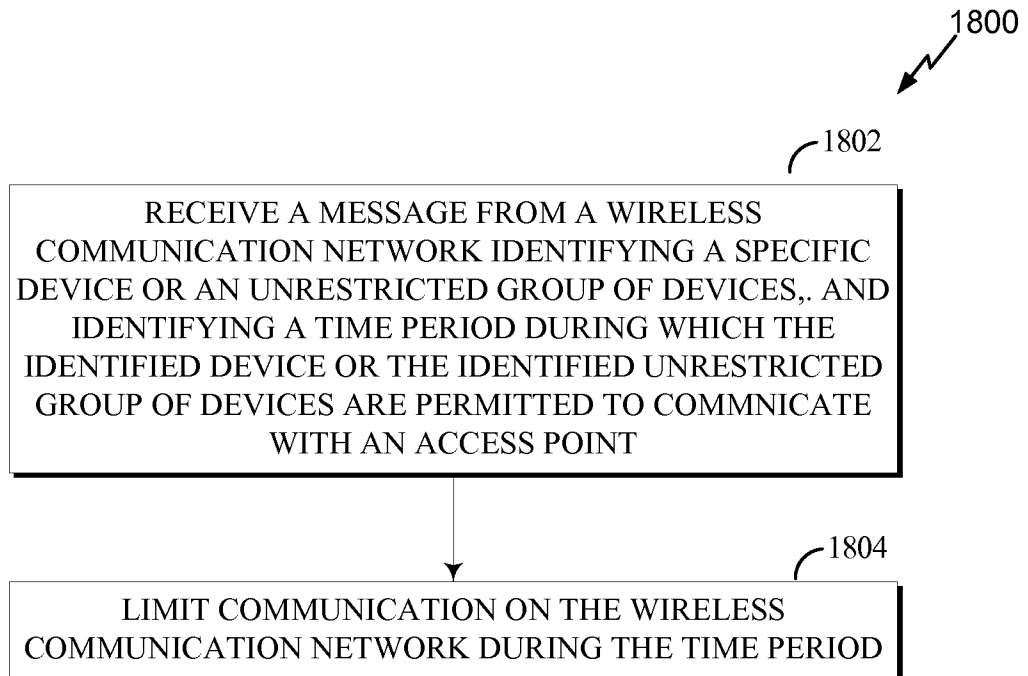 1800
1802
RECEIVE A MESSAGE FROM A WIRELESS
COMMUNICATION NETWORK IDENTIFYING A SPECIFIC
DEVICE OR AN UNRESTRICTED GROUP OF DEVICES,. AND
IDENTIFYING A TIME PERIOD DURING WHICH THE
IDENTIFIED DEVICE OR THE IDENTIFIED UNRESTRICTED
GROUP OF DEVICES ARE PERMITTED TO COMMNICATE
WITH AN ACCESS POINT
1804
LIMIT COMMUNICATION ON THE WIRELESS
COMMUNICATION NETWORK DURING THE TIME PERIOD